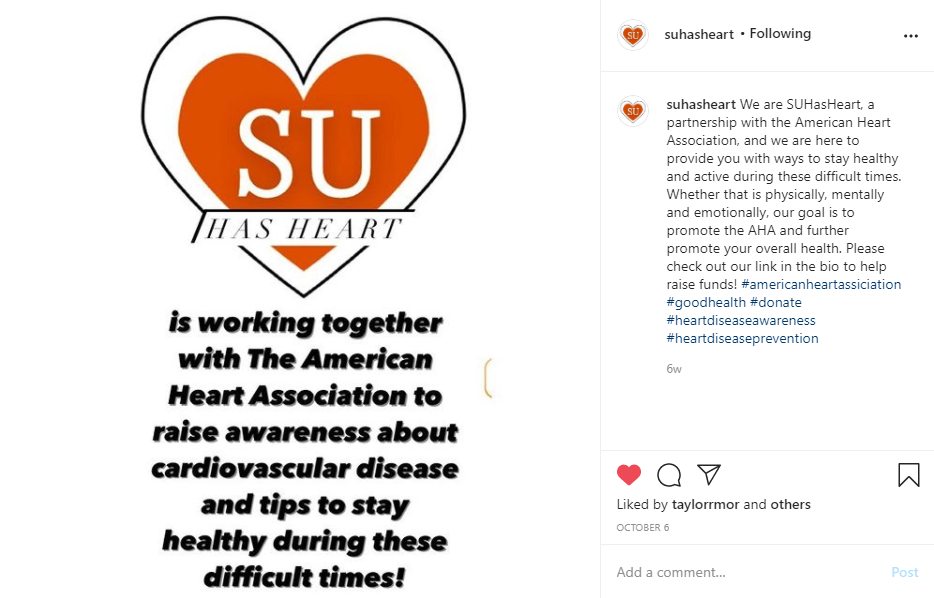 SU
HAS HEART
is working together
with The American
Heart Association to
raise awareness about
cardiovascular disease
and tips to stay
healthy during these
difficult times!
SU
suhasheart • Following
SU
suhasheart We are SUHasHeart, a
partnership with the American Heart
Association, and we are here to
provide you with ways to stay healthy
and active during these difficult times.
Whether that is physically, mentally
and emotionally, our goal is to
promote the AHA and further
promote your overall health. Please
check out our link in the bio to help
raise funds! #americanheartassiciation
#goodhealth #donate
#heartdiseaseawareness
#heartdiseaseprevention
6w
Liked by taylorrmor and others
OCTOBER 6
Add a comment...
Post